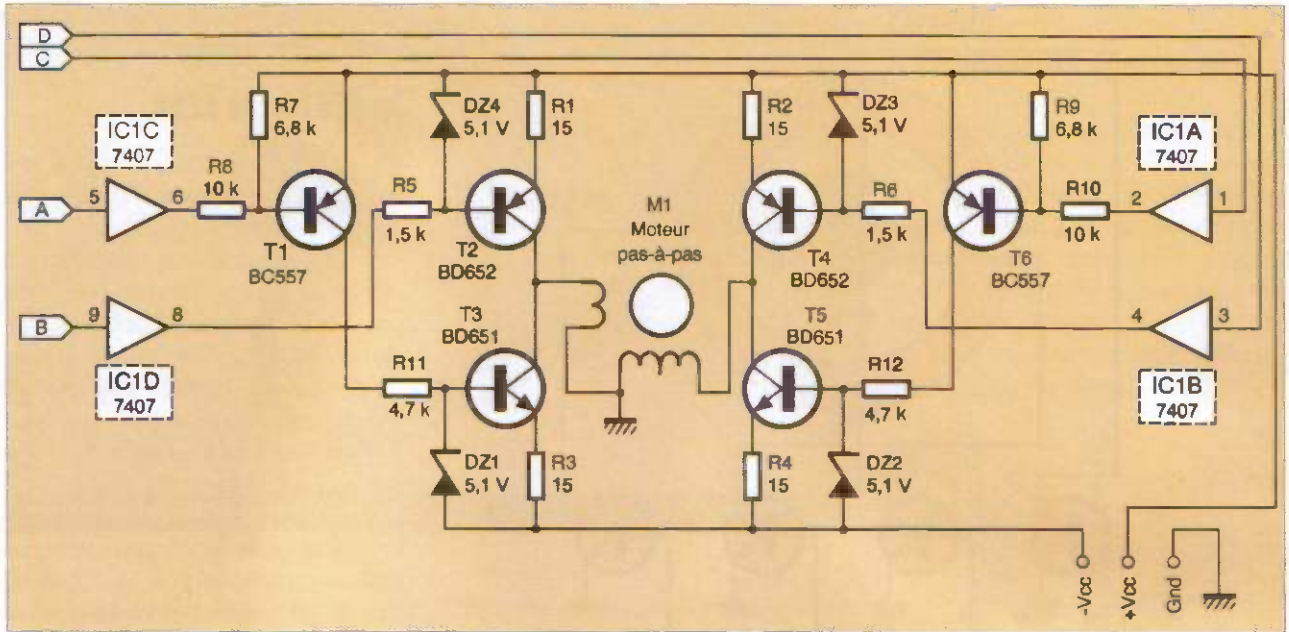 D
C
A
B
IC1C
7407
5
6
R8
10 k
R7
6,8 k
T1
BC557
DZ4
5,1 V
R5
1,5 k
R1
15
T2
BD652
9
8
IC1D
7407
R11
4,7 k
T3
BD651
DZ1
5,1 V
R3
15
M1
Moteur
pas-à-pas
R2
15
DZ3
5,1 V
T4
BD652
R6
1,5 k
T5
BD651
R12
4,7 k
R4
15
DZ2
5,1 V
T6
BC557
R9
6,8 k
R10
10 k
IC1A
7407
2
1
4
3
IC1B
7407
-Vcc
+Vcc
Gnd